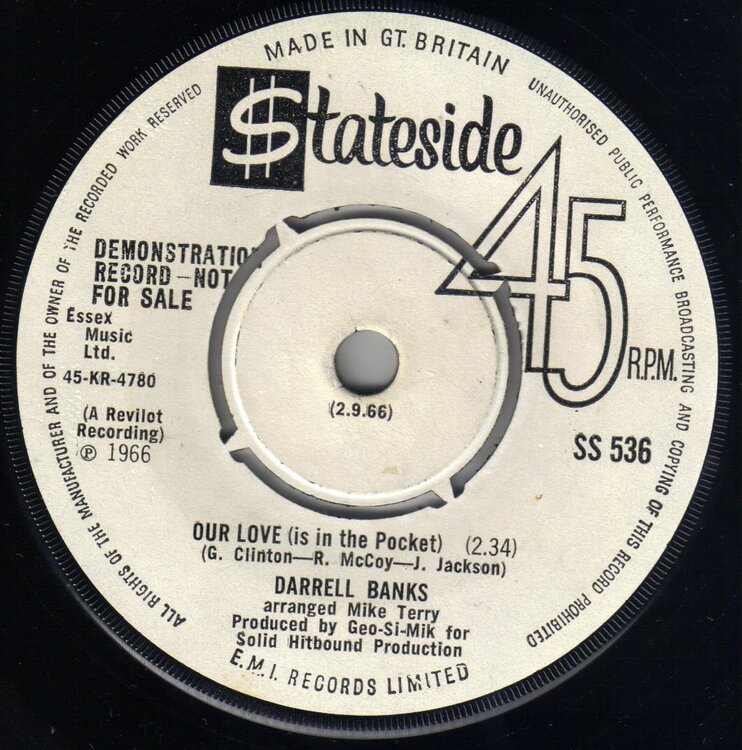 MADE IN GT. BRITAIN
UNAUTHORISED PUBLIC PERFORMANCE BROADCASTING AND COPYING OF THIS RECORD PROHIBITED
ALL RIGHTS OF THE MANUFACTURER AND OF THE OWNER OF THE RECORDED WORK RESERVED
$tateside
45
R.P.M.
DEMONSTRATION
RECORD — NOT
FOR SALE
Essex
Music
Ltd.
45-KR-4780
(A Revilot
Recording)
℗ 1966
(2.9.66)
SS 536
OUR LOVE (is in the Pocket) (2.34)
(G. Clinton—R. McCoy—J. Jackson)
DARRELL BANKS
arranged Mike Terry
Produced by Geo-Si-Mik for
Solid Hitbound Production
E.M.I. RECORDS LIMITED